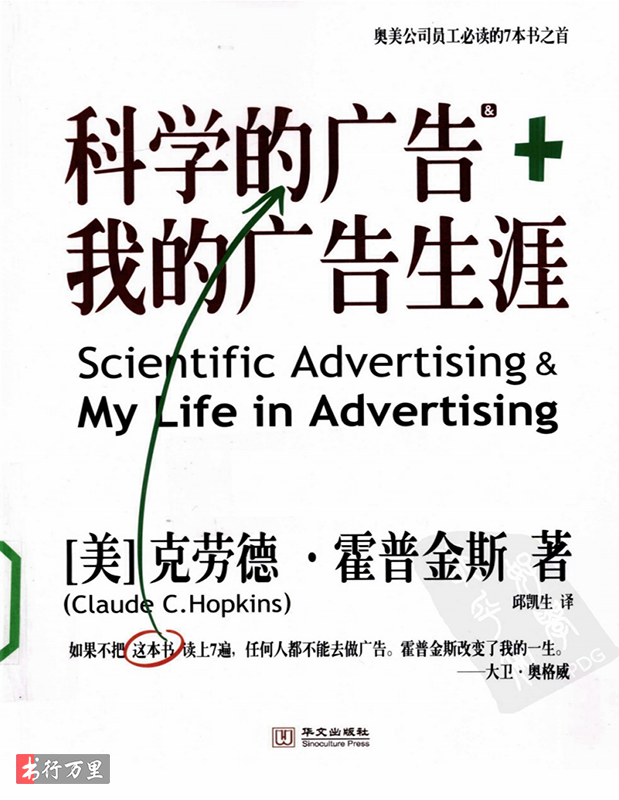 奥美公司员工必读的7本书之首
科学的广告 & +
我的广告生涯
Scientific Advertising &
My Life in Advertising
[美]克劳德·霍普金斯 著
(Claude C.Hopkins)
邱凯生 译
如果不把 这本书 读上7遍，任何人都不能去做广告。霍普金斯改变了我的一生。
——大卫·奥格威
PDG
华文出版社
Sinoculture Press
书行万里